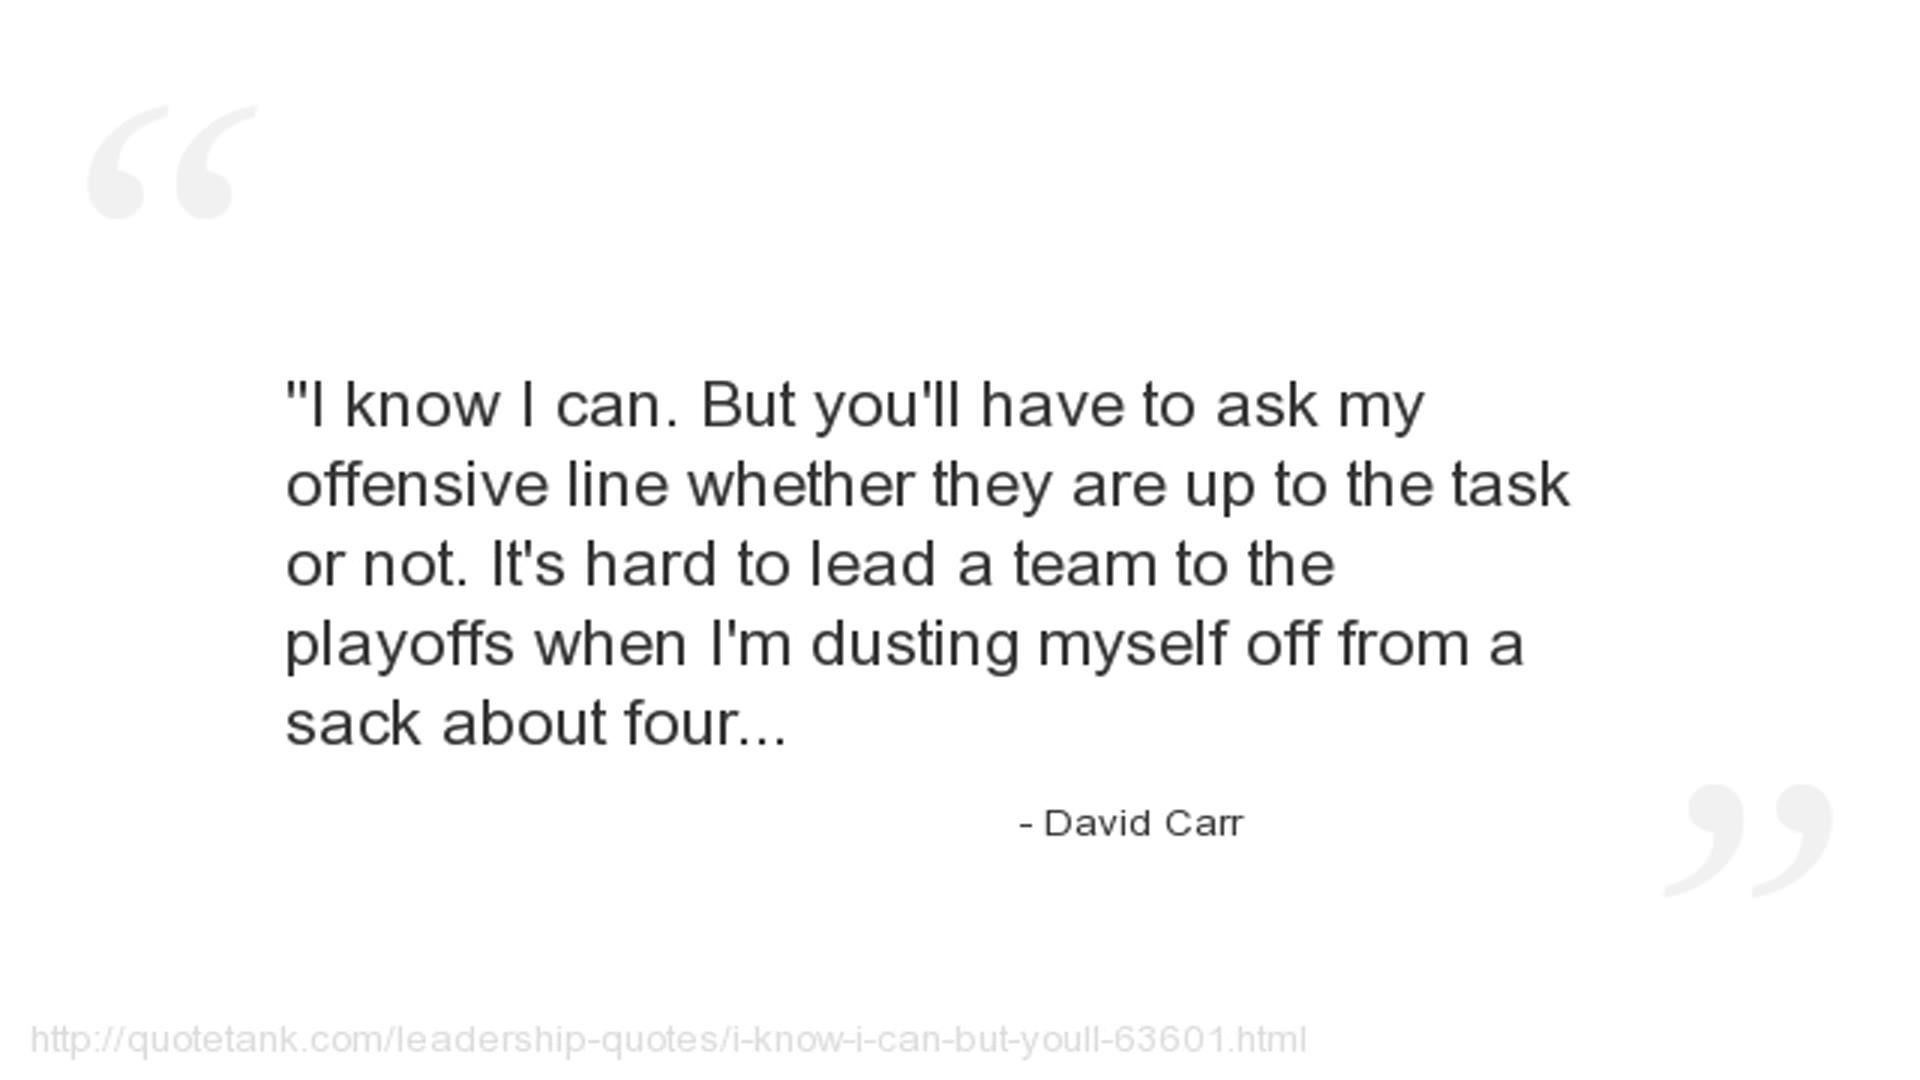 "I know I can. But you'll have to ask my
offensive line whether they are up to the task
or not. It's hard to lead a team to the
playoffs when I'm dusting myself off from a
sack about four...
- David Carr
http://quotetank.com/leadership-quotes/i-know-i-can-but-youll-63601.html